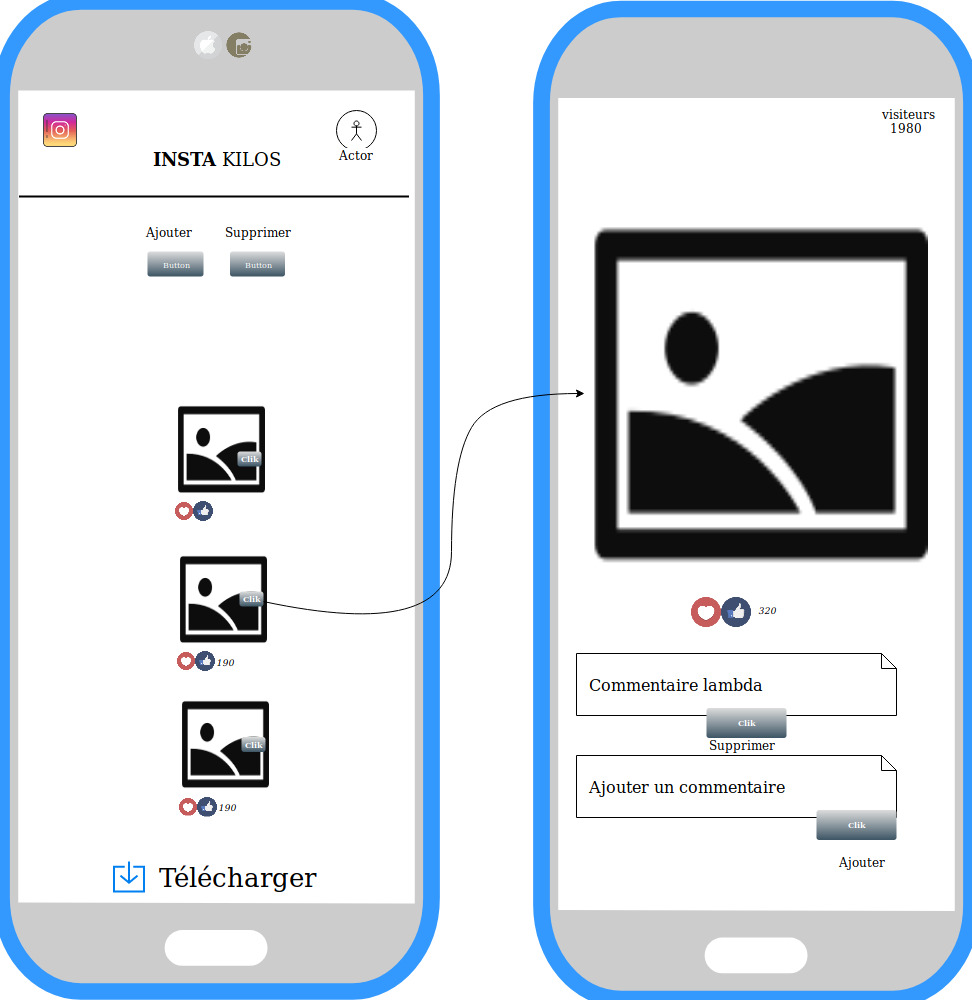 INSTA KILOS
Actor
Ajouter
Supprimer
Button
Button
Clik
Clik
190
Clik
190
Télécharger
visiteurs
1980
320
Commentaire lambda
Clik
Supprimer
Ajouter un commentaire
Clik
Ajouter